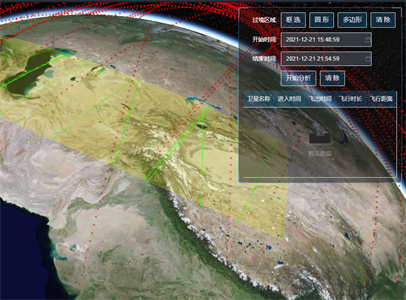 过境区域: 框 选 圆 形 多边形 清 除
开始时间: 2021-12-21 15:48:59
结束时间: 2021-12-21 21:54:59
开始分析 清 除
卫星名称 进入时间 飞出时间 飞行时长 飞行距离
暂无数据